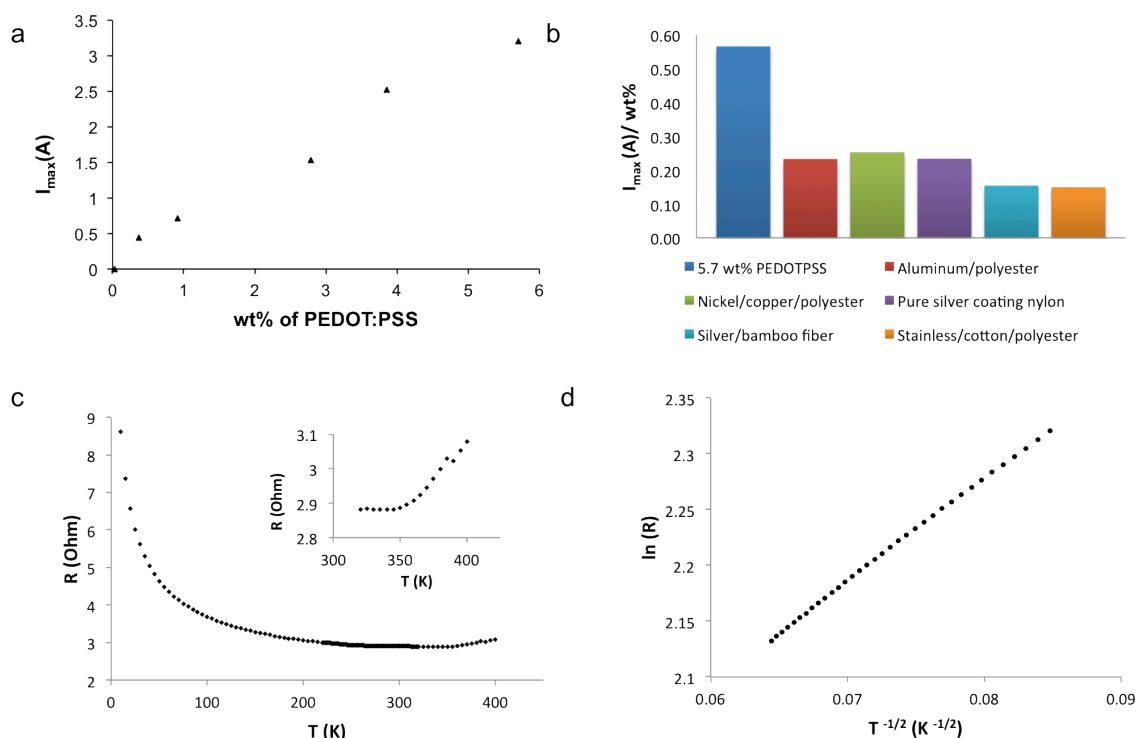 a
3.5
3
2.5
2
1.5
1
0.5
0
0 1 2 3 4 5 6
I_max(A)
wt% of PEDOT:PSS
b
0.60
0.50
0.40
0.30
0.20
0.10
0.00
I_max(A)/ wt%
5.7 wt% PEDOTPSS
Aluminum/polyester
Nickel/copper/polyester
Pure silver coating nylon
Silver/bamboo fiber
Stainless/cotton/polyester
c
9
8
7
6
5
4
3
2
0 100 200 300 400
R (Ohm)
T (K)
3.1
3
2.9
2.8
300 350 400
R (Ohm)
T (K)
d
2.35
2.3
2.25
2.2
2.15
2.1
0.06 0.07 0.08 0.09
ln (R)
T ^-1/2 (K ^-1/2)